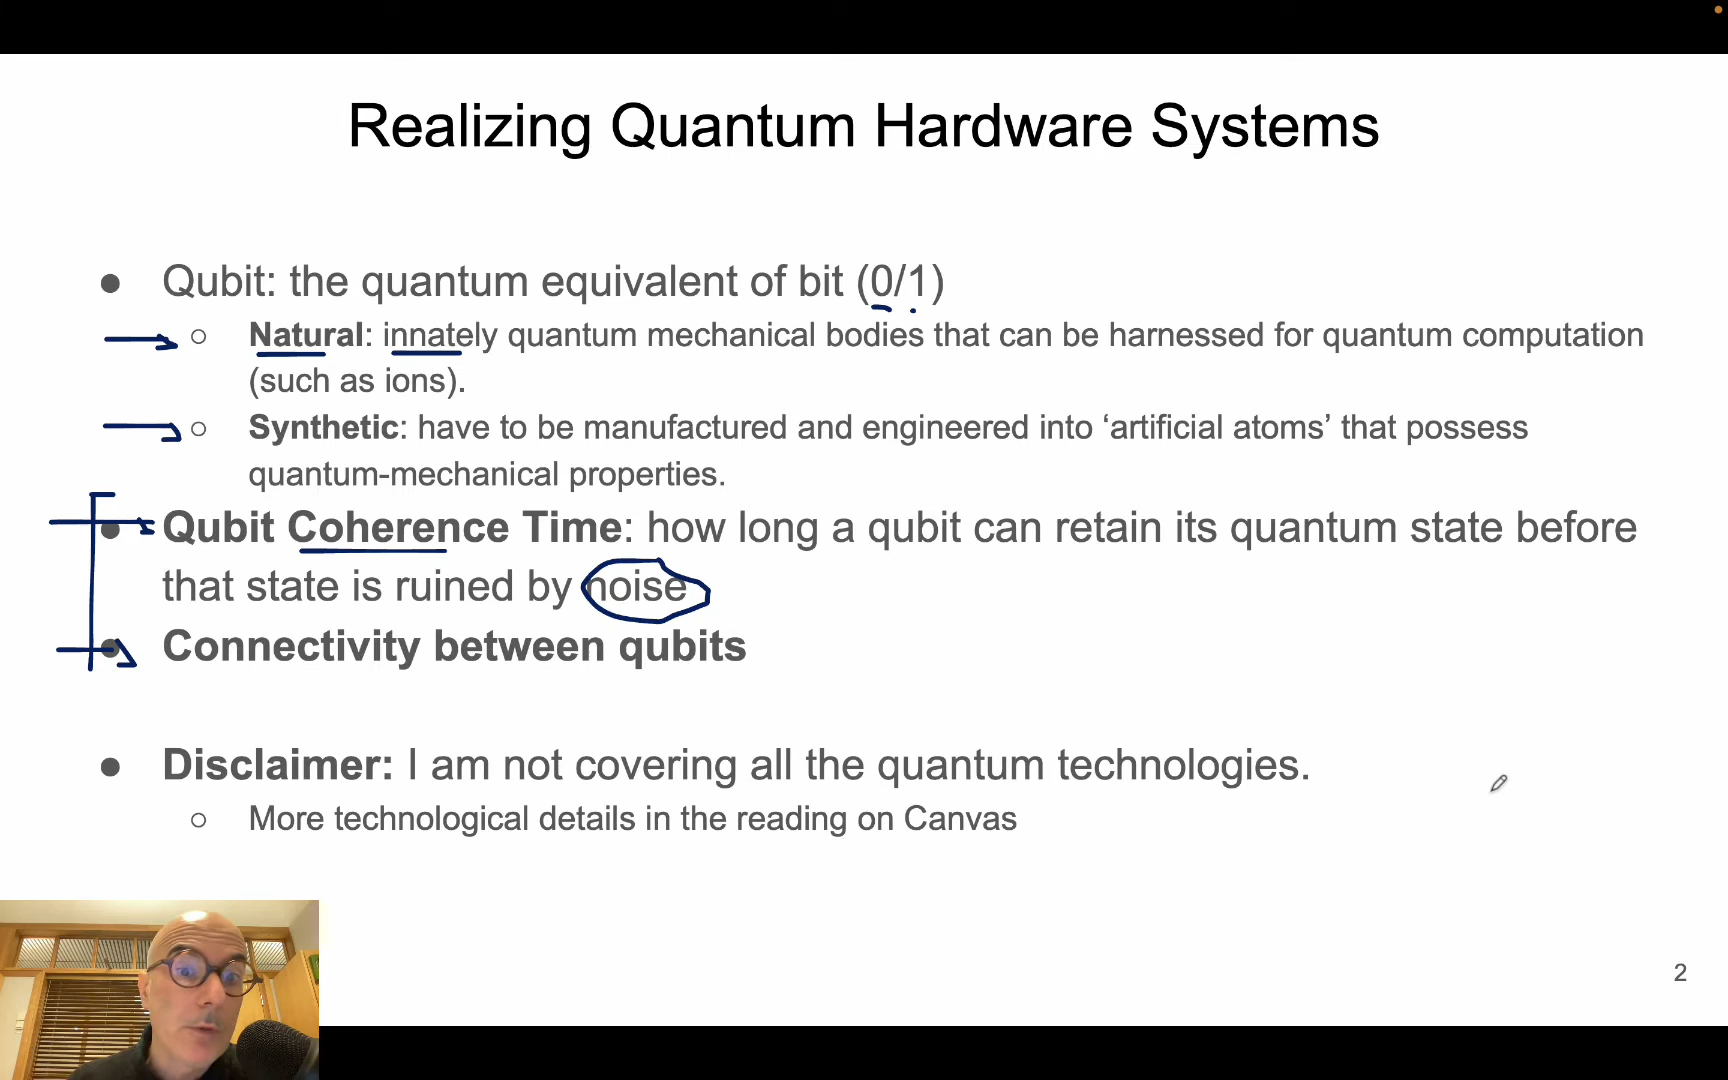 Realizing Quantum Hardware Systems
● Qubit: the quantum equivalent of bit (0/1)
○ Natural: innately quantum mechanical bodies that can be harnessed for quantum computation
(such as ions).
○ Synthetic: have to be manufactured and engineered into ‘artificial atoms’ that possess
quantum-mechanical properties.
● Qubit Coherence Time: how long a qubit can retain its quantum state before
that state is ruined by noise
● Connectivity between qubits
● Disclaimer: I am not covering all the quantum technologies.
○ More technological details in the reading on Canvas
2